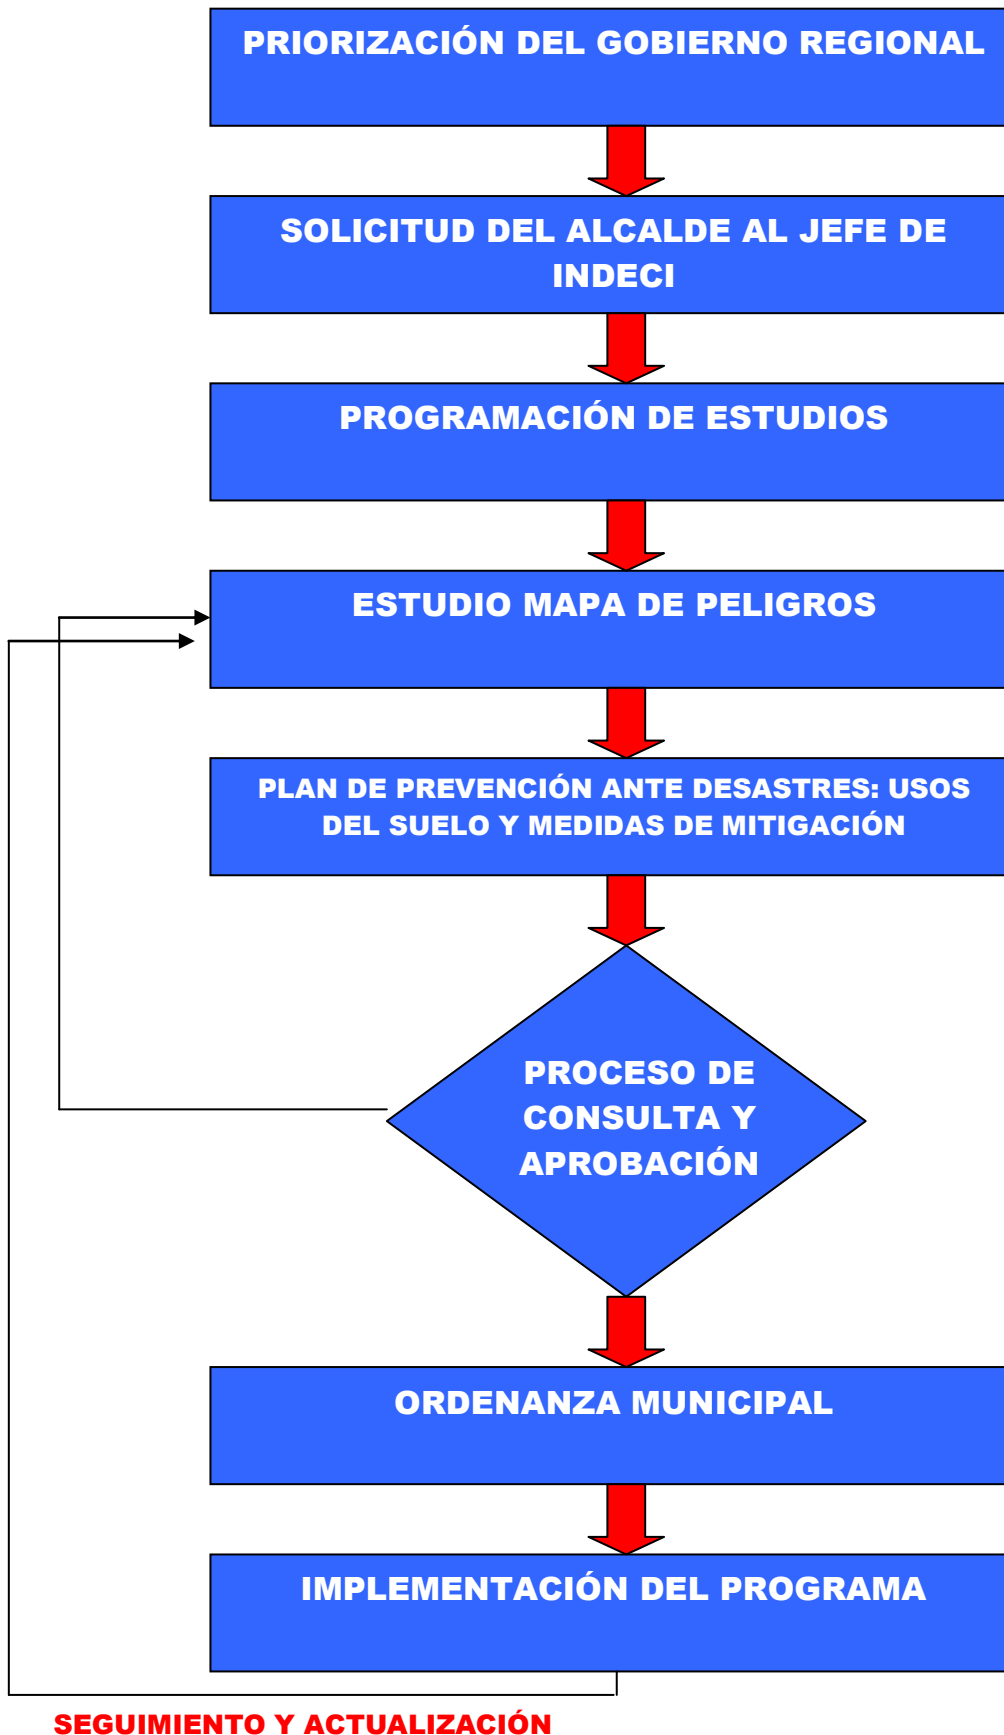 PRIORIZACIÓN DEL GOBIERNO REGIONAL
SOLICITUD DEL ALCALDE AL JEFE DE
INDECI
PROGRAMACIÓN DE ESTUDIOS
ESTUDIO MAPA DE PELIGROS
PLAN DE PREVENCIÓN ANTE DESASTRES: USOS
DEL SUELO Y MEDIDAS DE MITIGACIÓN
PROCESO DE
CONSULTA Y
APROBACIÓN
ORDENANZA MUNICIPAL
IMPLEMENTACIÓN DEL PROGRAMA
SEGUIMIENTO Y ACTUALIZACIÓN